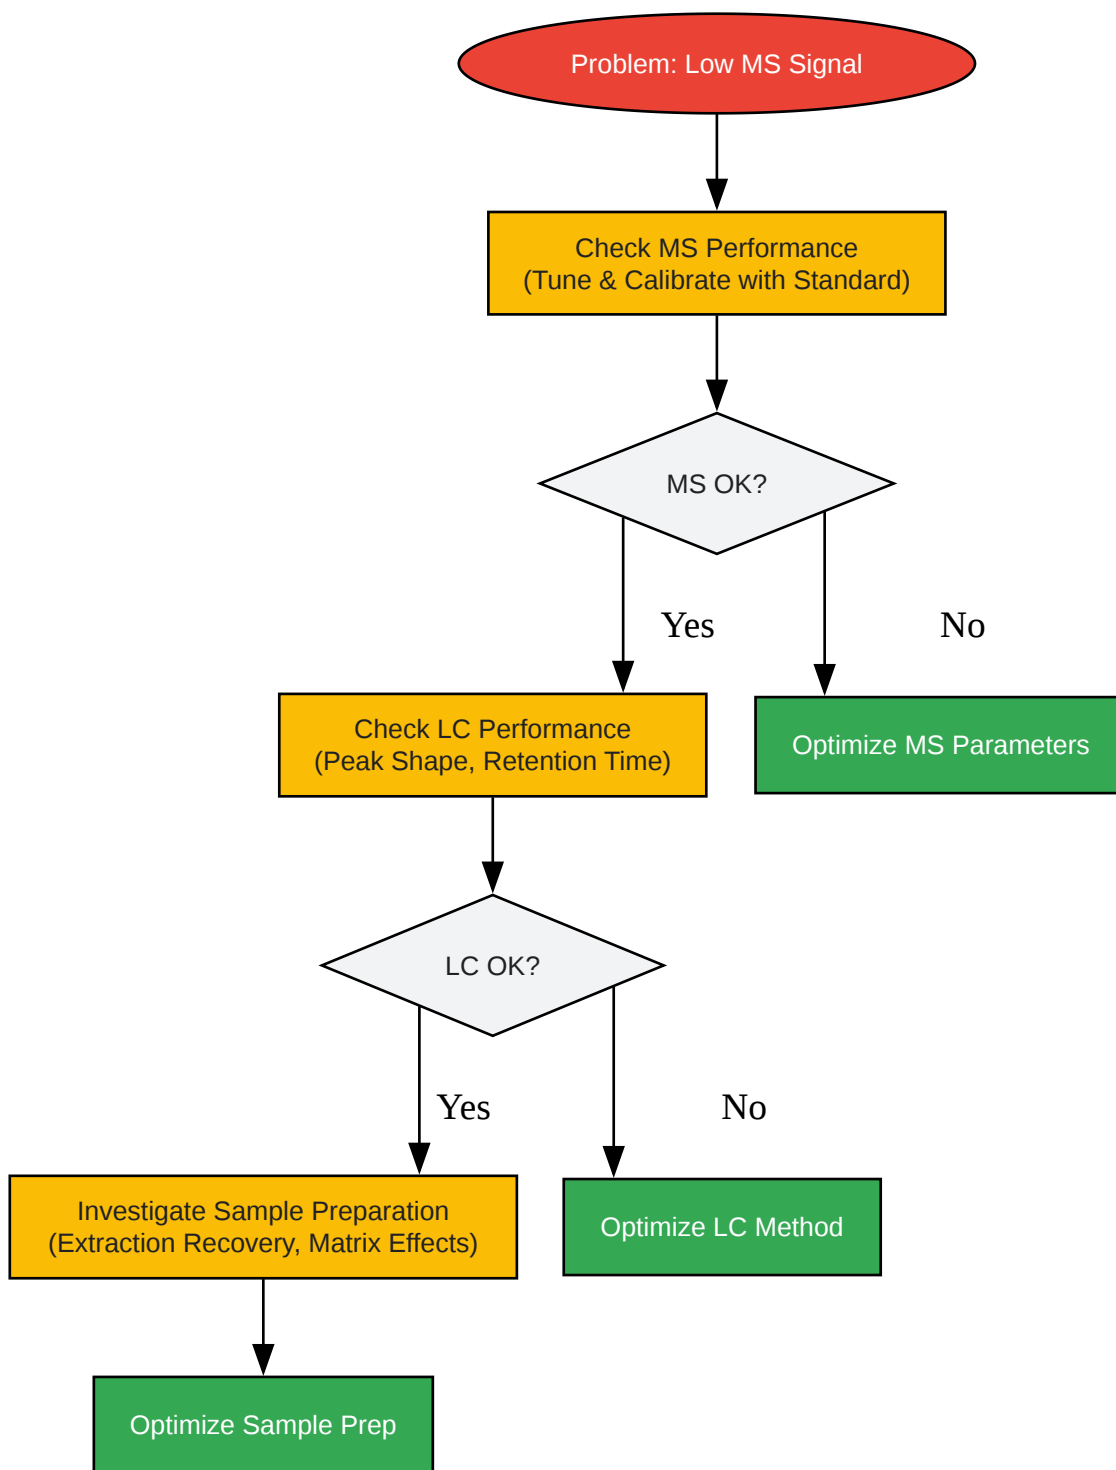 Problem: Low MS Signal
Check MS Performance
(Tune & Calibrate with Standard)
MS OK?
Yes
No
Check LC Performance
(Peak Shape, Retention Time)
Optimize MS Parameters
LC OK?
Yes
No
Investigate Sample Preparation
(Extraction Recovery, Matrix Effects)
Optimize LC Method
Optimize Sample Prep